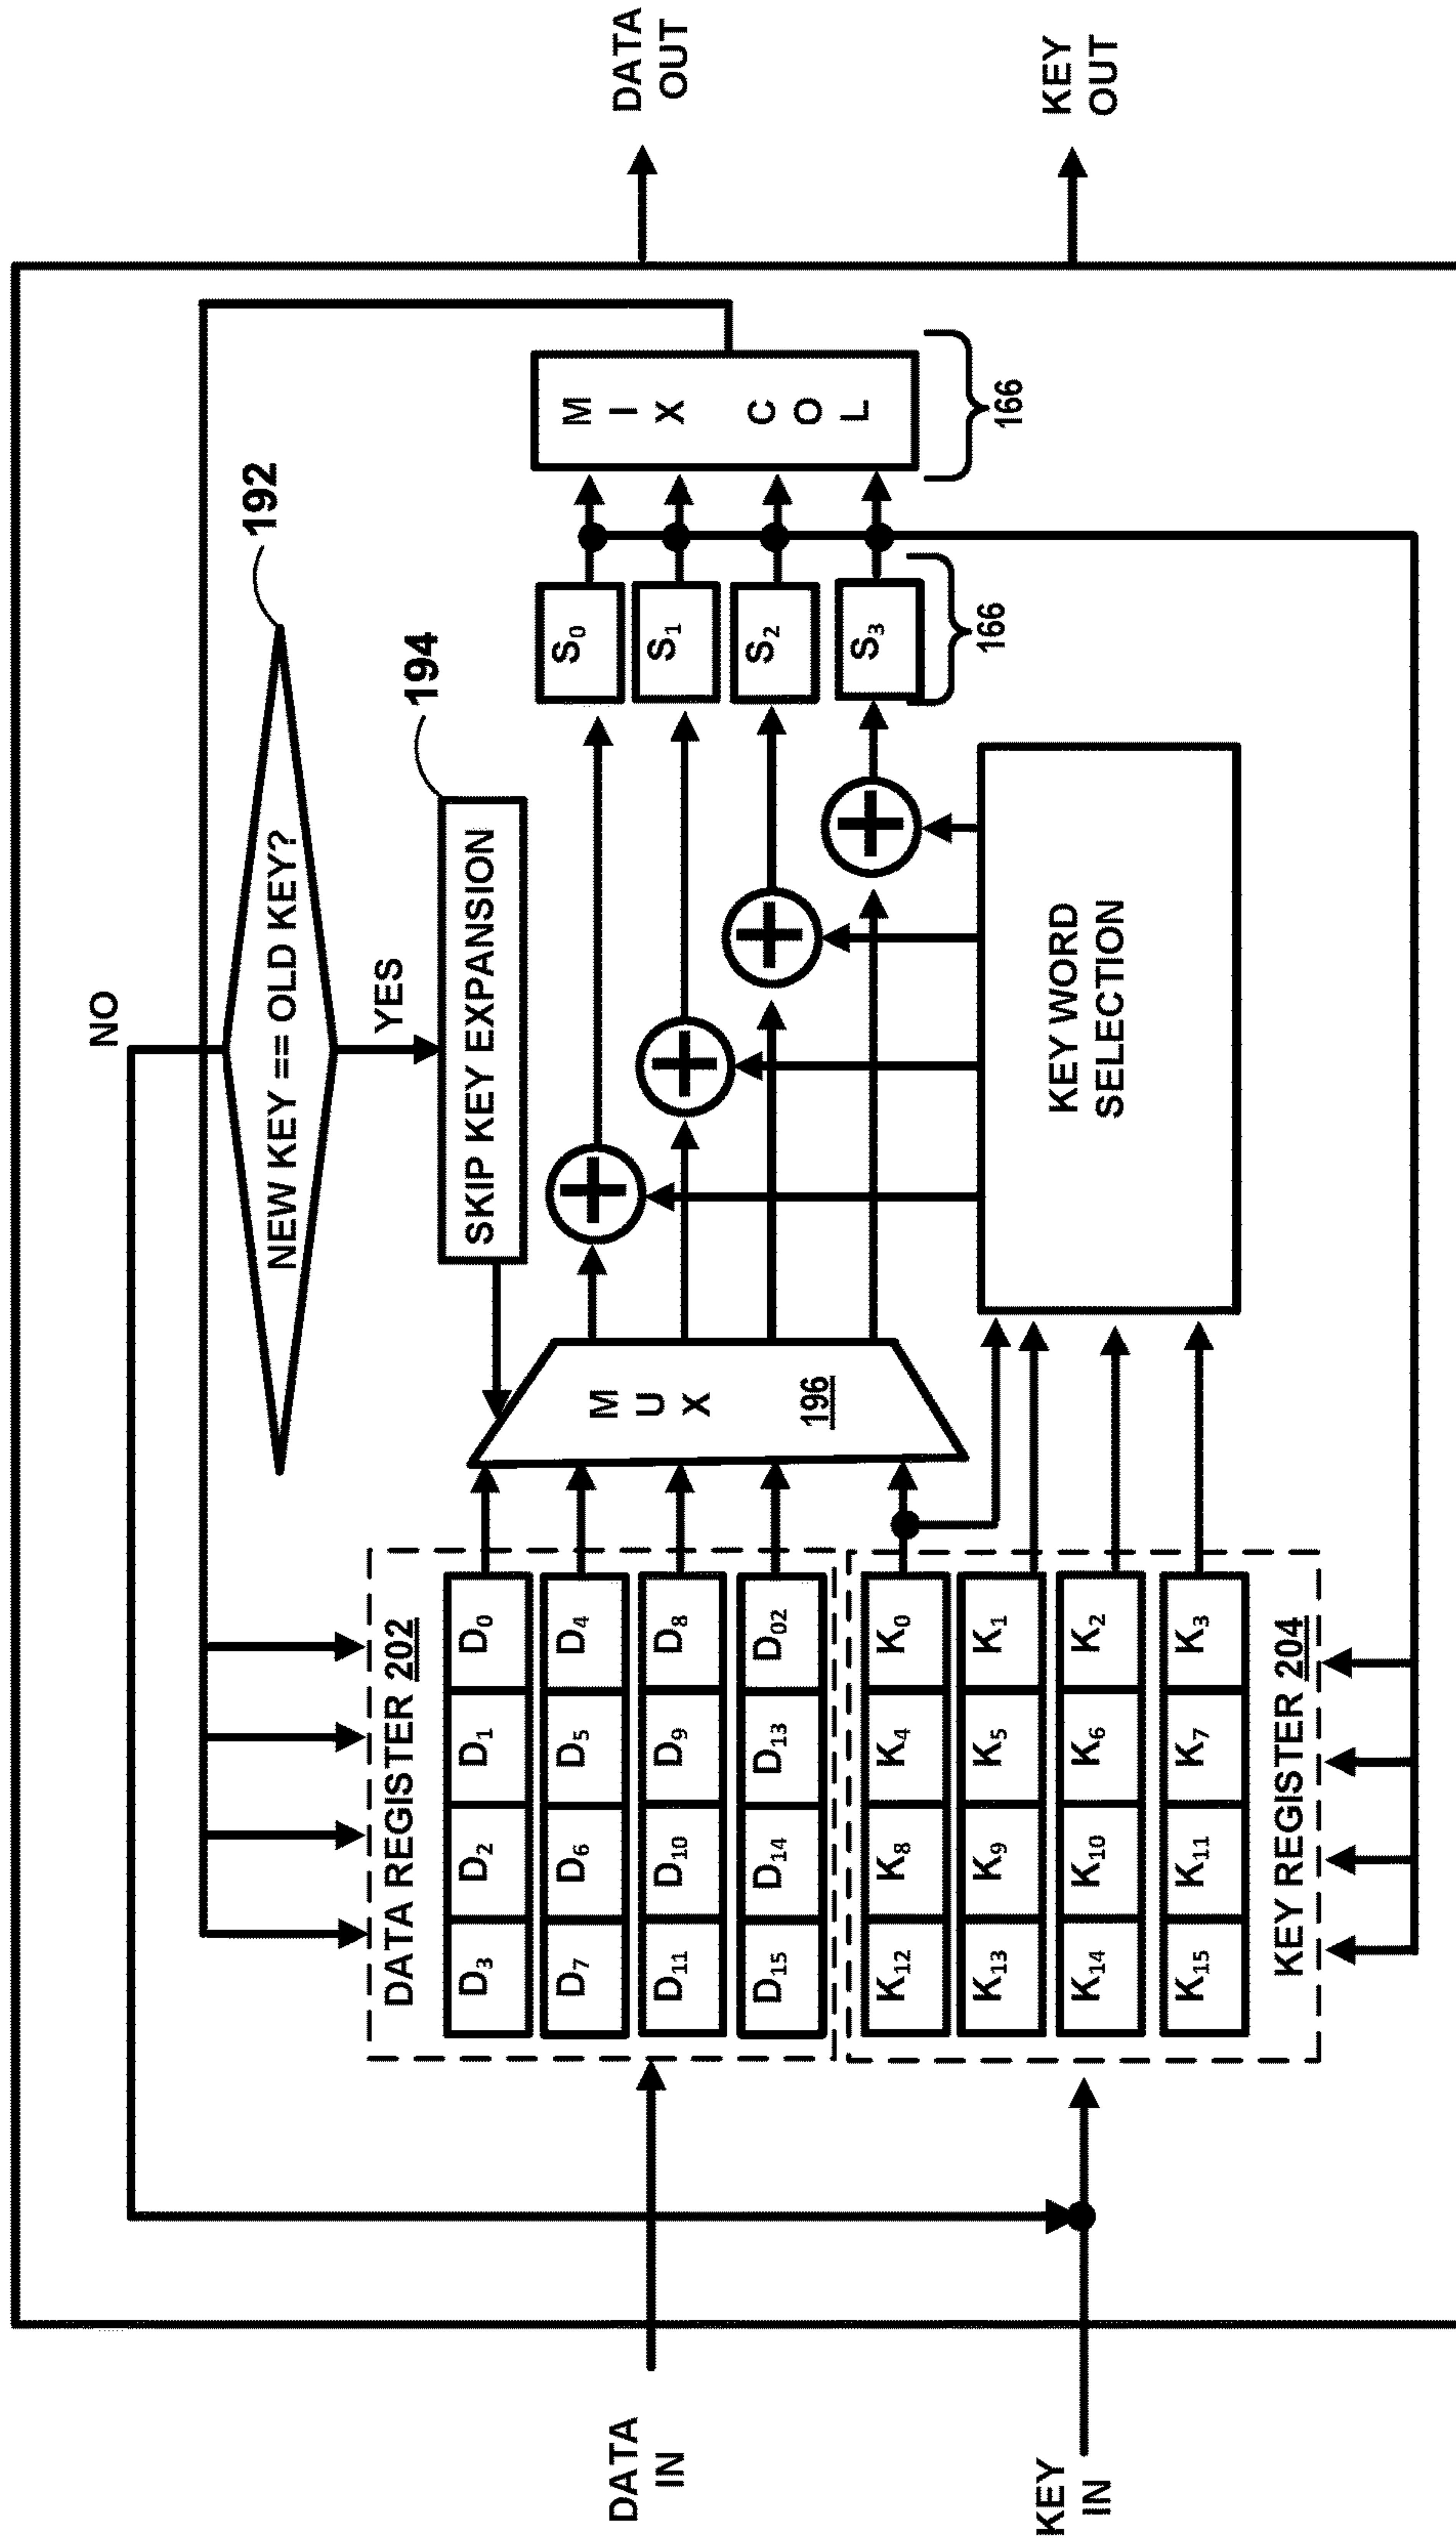 NO
192
NEW KEY == OLD KEY?
YES
194
SKIP KEY EXPANSION
DATA REGISTER 202
D3 D2 D1 D0
D7 D6 D5 D4
D11 D10 D9 D8
D15 D14 D13 D02
K12 K8 K4 K0
K13 K9 K5 K1
K14 K10 K6 K2
K15 K11 K7 K3
KEY REGISTER 204
MUX
196
S0
S1
S2
S3
166
MIX COL
166
KEY WORD
SELECTION
DATA
IN
KEY
IN
DATA
OUT
KEY
OUT